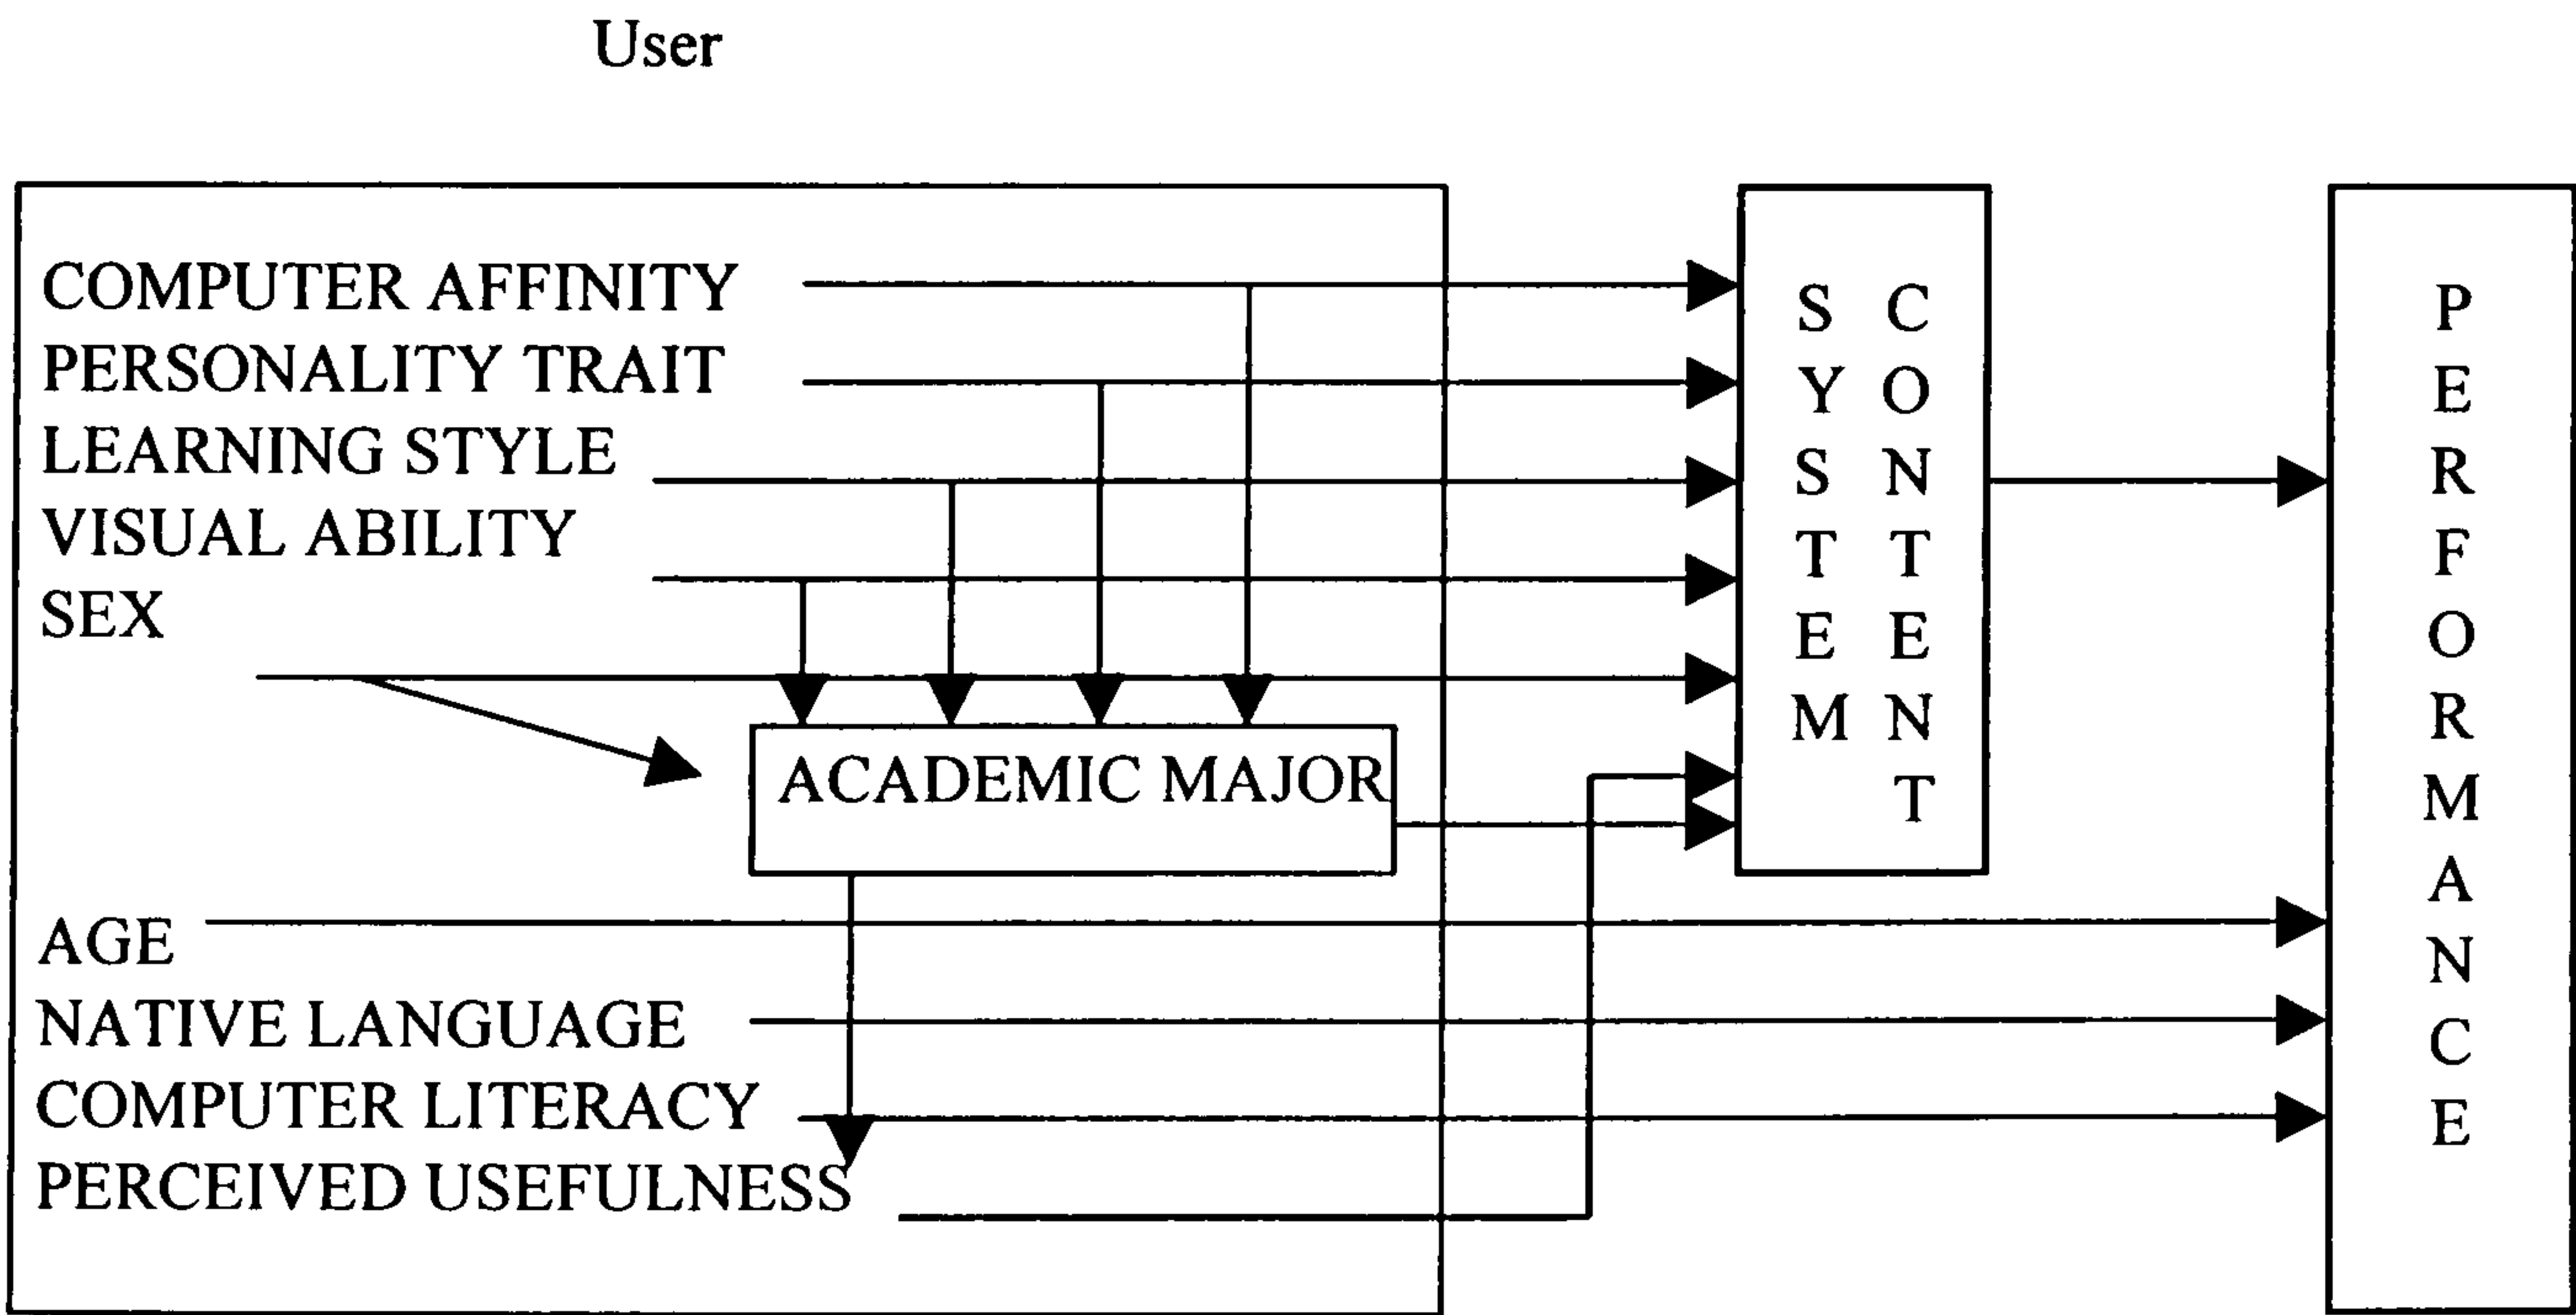 User
COMPUTER AFFINITY
PERSONALITY TRAIT
LEARNING STYLE
VISUAL ABILITY
SEX
ACADEMIC MAJOR
AGE
NATIVE LANGUAGE
COMPUTER LITERACY
PERCEIVED USEFULNESS
SYSTEM
CONTENT
PERFORMANCE